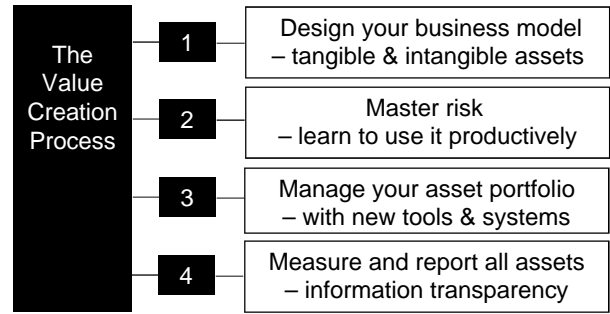 The
Value
Creation
Process
1
Design your business model
– tangible & intangible assets
2
Master risk
– learn to use it productively
3
Manage your asset portfolio
– with new tools & systems
4
Measure and report all assets
– information transparency